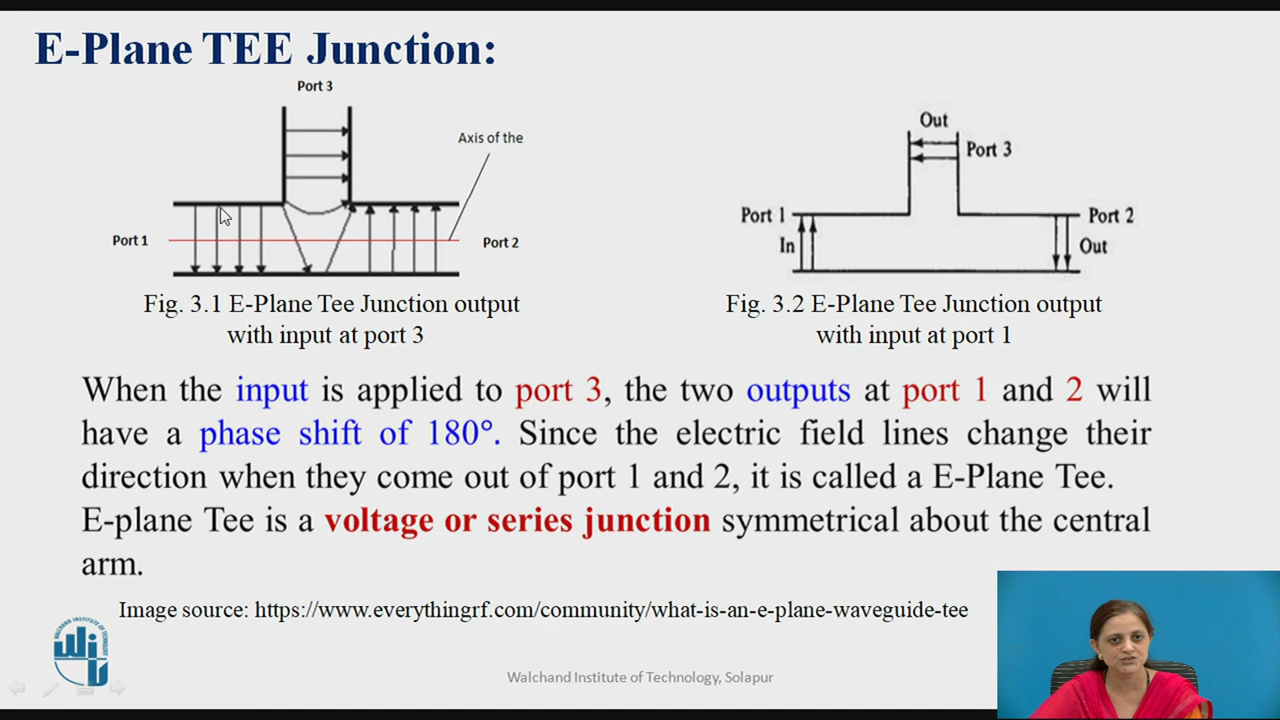 E-Plane TEE Junction:
Port 3
Axis of the
Port 1
Port 2
Fig. 3.1 E-Plane Tee Junction output
with input at port 3
Out
Port 3
Port 1
Port 2
In
Out
Fig. 3.2 E-Plane Tee Junction output
with input at port 1
When the input is applied to port 3, the two outputs at port 1 and 2 will
have a phase shift of 180°. Since the electric field lines change their
direction when they come out of port 1 and 2, it is called a E-Plane Tee.
E-plane Tee is a voltage or series junction symmetrical about the central
arm.
Image source: https://www.everythingrf.com/community/what-is-an-e-plane-waveguide-tee
WALCHAND INSTITUTE OF TECHNOLOGY
Walchand Institute of Technology, Solapur